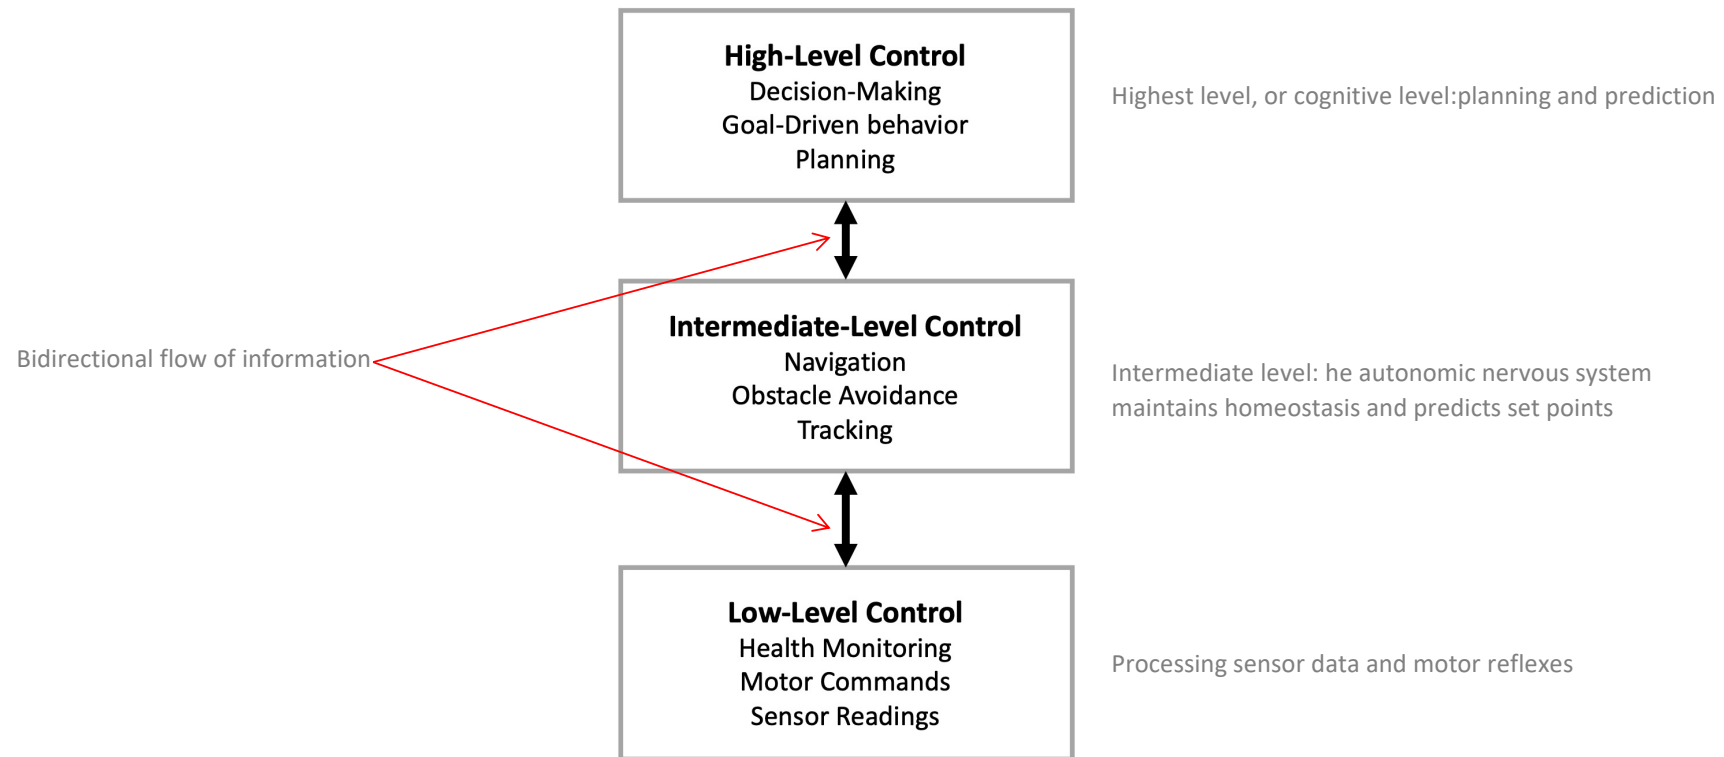 High-Level Control
Decision-Making
Goal-Driven behavior
Planning
Highest level, or cognitive level:planning and prediction
Bidirectional flow of information
Intermediate-Level Control
Navigation
Obstacle Avoidance
Tracking
Intermediate level: he autonomic nervous system
maintains homeostasis and predicts set points
Low-Level Control
Health Monitoring
Motor Commands
Sensor Readings
Processing sensor data and motor reflexes